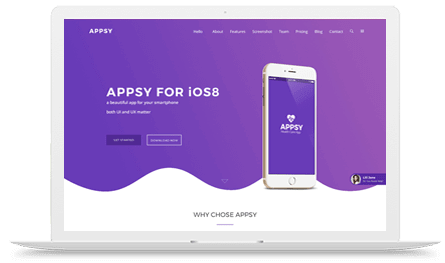 APPSY
Hello About Features Screenshot Team Pricing Blog Contact
APPSY FOR iOS8
a beautiful app for your smartphone
both UI and UX matter
GET STARTED
DOWNLOAD NOW
APPSY
WHY CHOSE APPSY